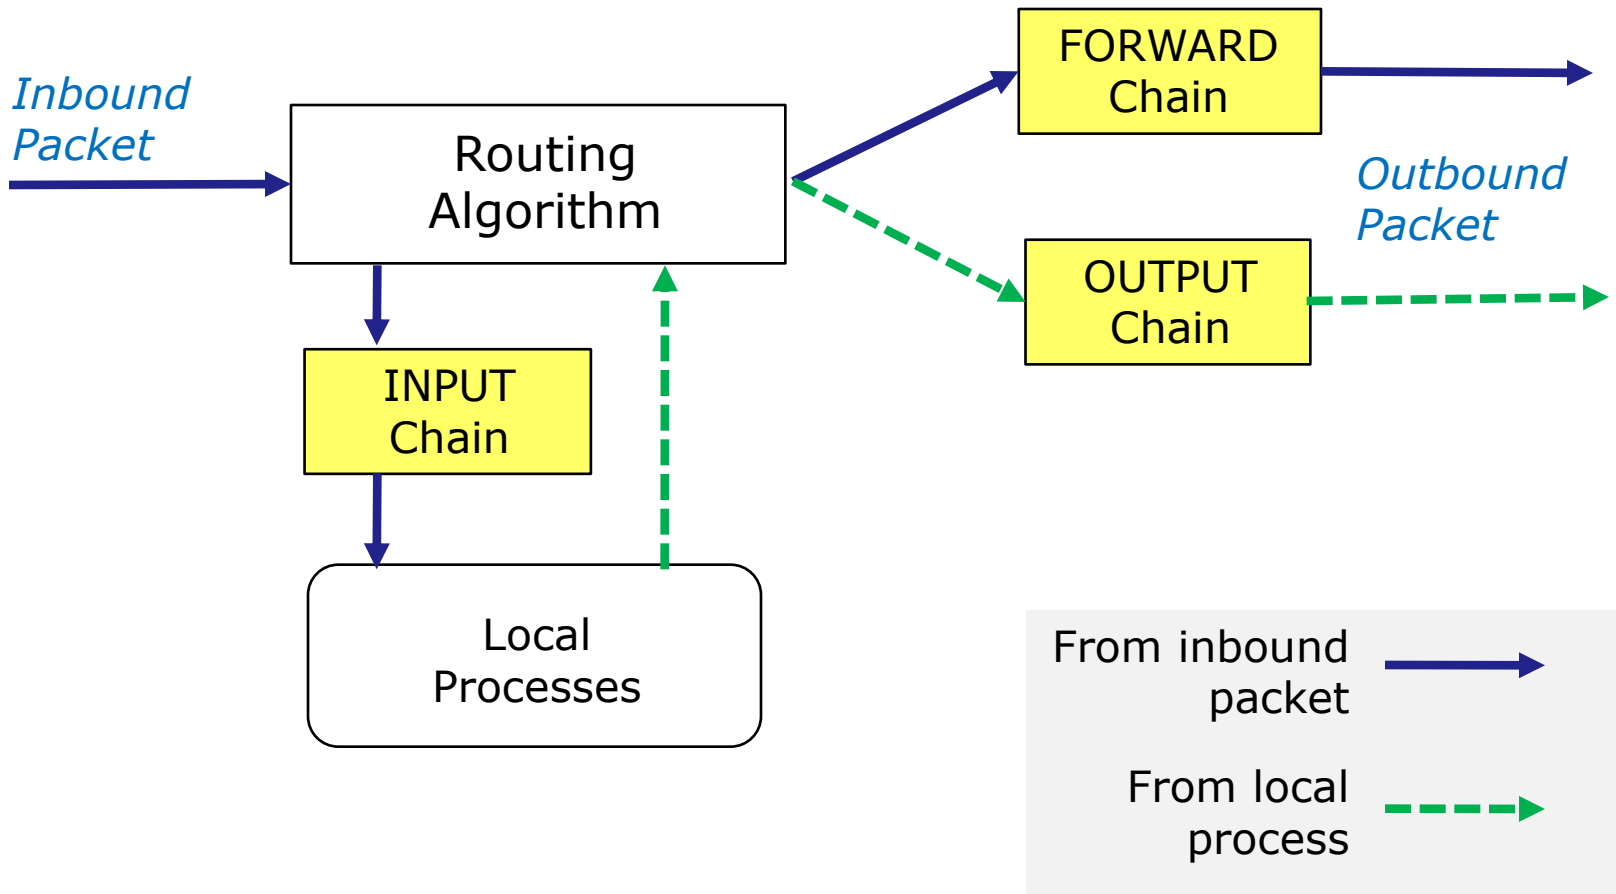 Inbound
Packet
Routing
Algorithm
FORWARD
Chain
Outbound
Packet
OUTPUT
Chain
INPUT
Chain
Local
Processes
From inbound
packet
From local
process